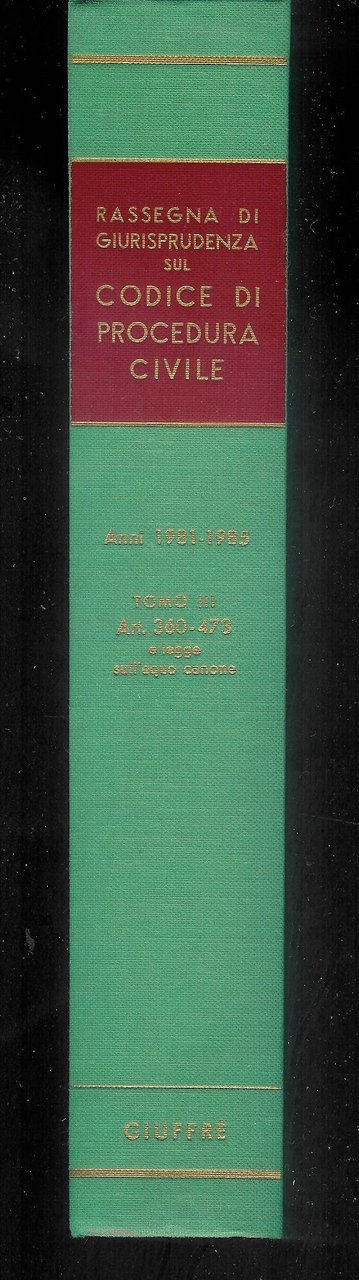 RASSEGNA DI
GIURISPRUDENZA
SUL
CODICE DI
PROCEDURA
CIVILE
Anni 1981-1985
TOMO III
Art. 360-473
e legge
sull'equo canone
GIUFFRÈ